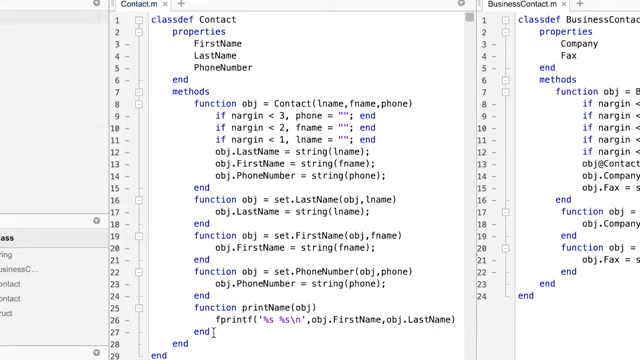 Contact.m
classdef Contact
properties
FirstName
LastName
PhoneNumber
end
methods
function obj = Contact(lname,fname,phone)
if nargin < 3, phone = ""; end
if nargin < 2, fname = ""; end
if nargin < 1, lname = ""; end
obj.LastName = string(lname);
obj.FirstName = string(fname);
obj.PhoneNumber = string(phone);
end
function obj = set.LastName(obj,lname)
obj.LastName = string(lname);
end
function obj = set.FirstName(obj,fname)
obj.FirstName = string(fname);
end
function obj = set.PhoneNumber(obj,phone)
obj.PhoneNumber = string(phone);
end
function printName(obj)
fprintf('%s %s\n',obj.FirstName,obj.LastName)
end
end
end
BusinessContact.m
classdef BusinessContact
properties
Company
Fax
end
methods
function obj = B
if nargin <
if nargin <
if nargin <
if nargin <
if nargin <
obj@Contact
obj.Company
obj.Fax = s
end
function obj =
obj.Company
end
function obj =
obj.Fax = s
end
end
end
lass
ring
usinessC...
ontact
ontact